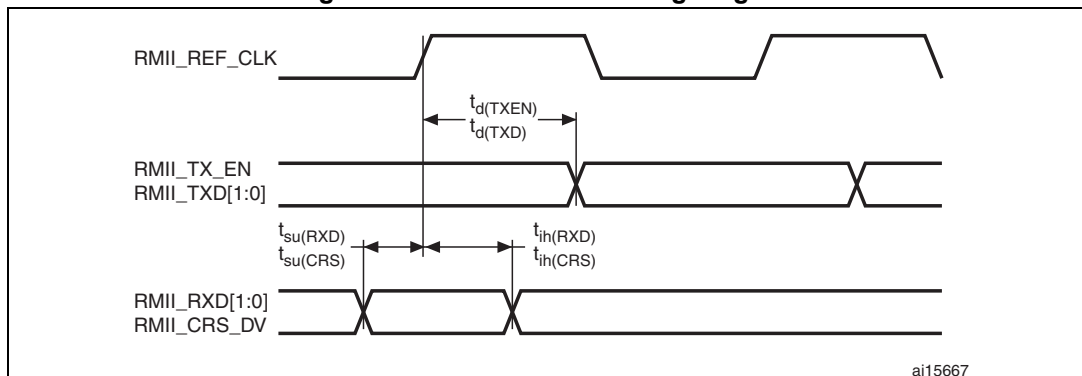 RMII_REF_CLK
td(TXEN)
td(TXD)
RMII_TX_EN
RMII_TXD[1:0]
tsu(RXD)
tsu(CRS)
tih(RXD)
tih(CRS)
RMII_RXD[1:0]
RMII_CRS_DV
ai15667